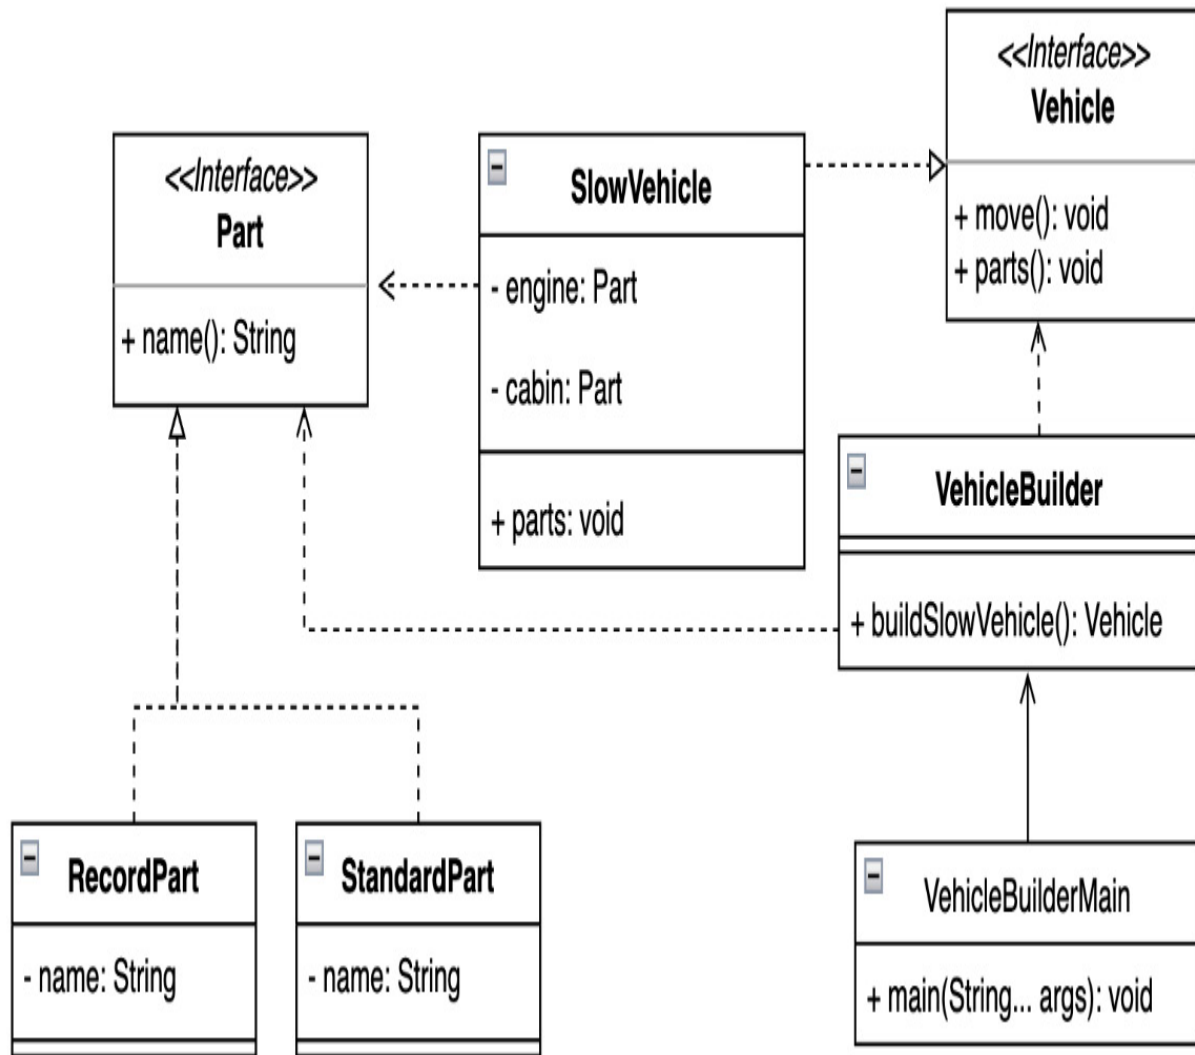 <<Interface>>
Vehicle
+ move(): void
+ parts(): void
<<Interface>>
Part
+ name(): String
SlowVehicle
- engine: Part
- cabin: Part
+ parts: void
VehicleBuilder
+ buildSlowVehicle(): Vehicle
RecordPart
- name: String
StandardPart
- name: String
VehicleBuilderMain
+ main(String... args): void